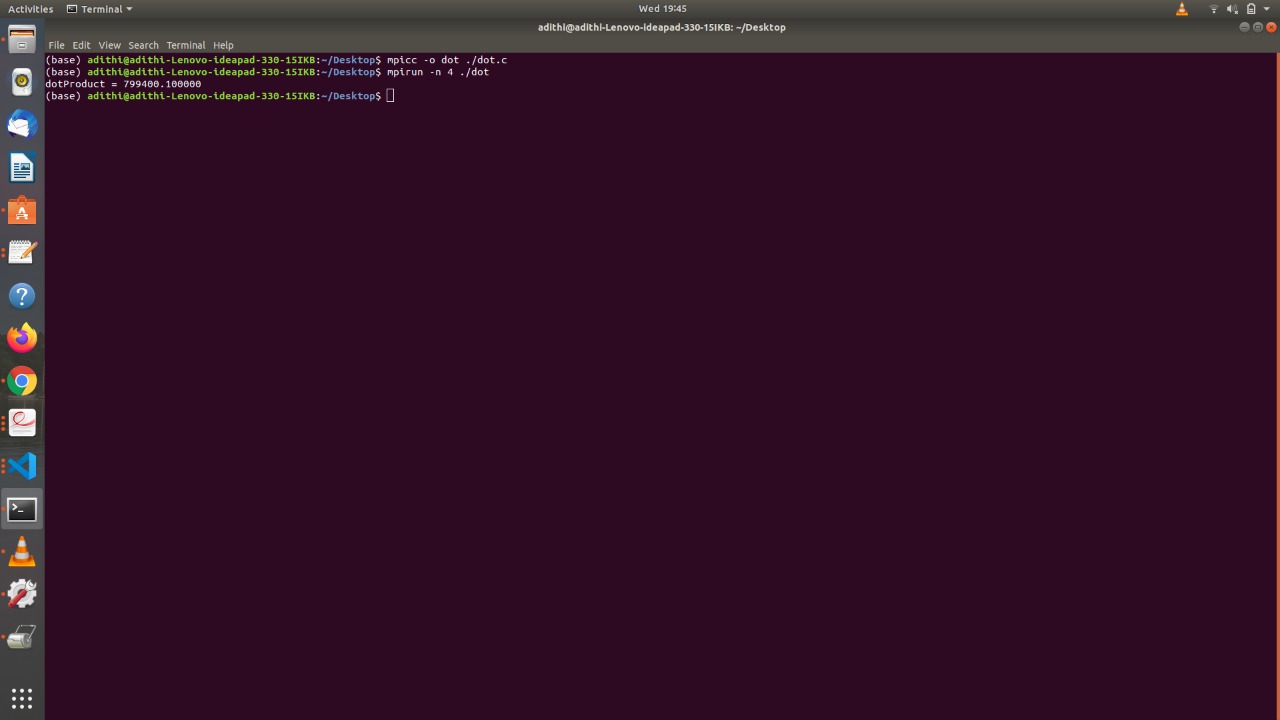 Activities Terminal Wed 19:45
adithi@adithi-Lenovo-ideapad-330-15IKB: ~/Desktop
File Edit View Search Terminal Help
(base) adithi@adithi-Lenovo-ideapad-330-15IKB:~/Desktop$ mpicc -o dot ./dot.c
(base) adithi@adithi-Lenovo-ideapad-330-15IKB:~/Desktop$ mpirun -n 4 ./dot
dotProduct = 799400.100000
(base) adithi@adithi-Lenovo-ideapad-330-15IKB:~/Desktop$